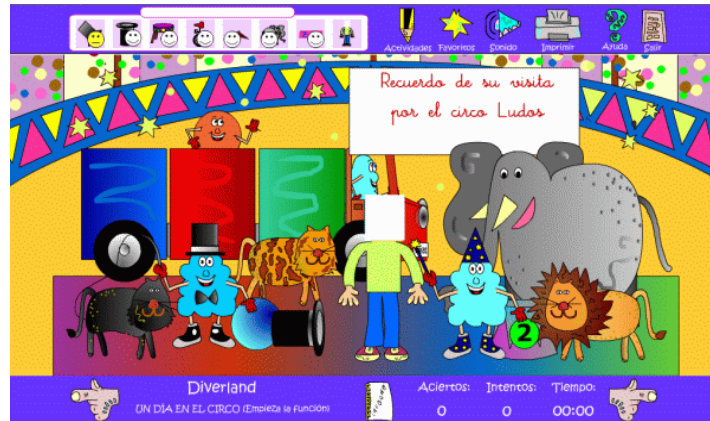 Actividades Favoritos Sonido Imprimir Ayuda Salir
Recuerdo de su visita
por el circo Ludos
6
2
Diverland
UN DÍA EN EL CIRCO (Empieza la función)
Aciertos: Intentos: Tiempo:
0 0 00:00